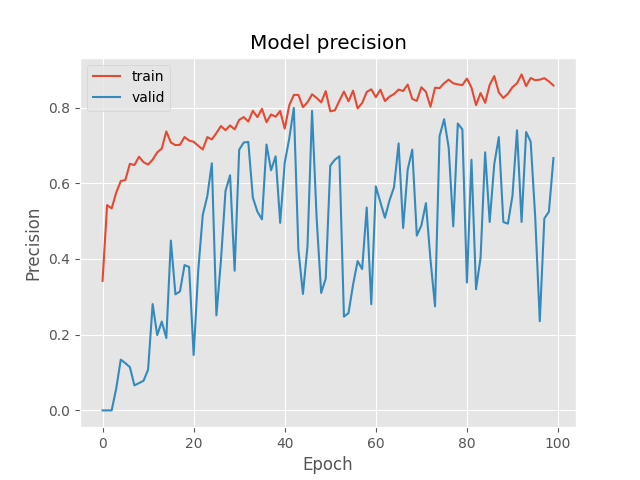 Model precision
train
valid
Precision
0.8
0.6
0.4
0.2
0.0
0 20 40 60 80 100
Epoch